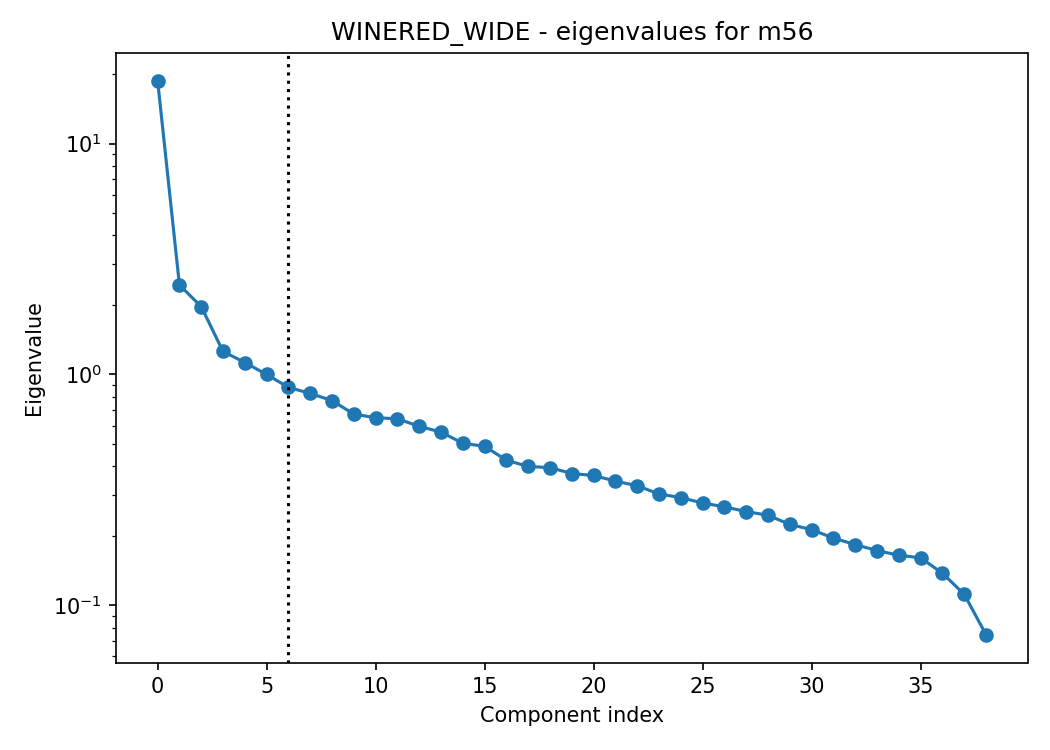 WINERED_WIDE - eigenvalues for m56
Eigenvalue
10¹
10⁰
10⁻¹
0 5 10 15 20 25 30 35
Component index